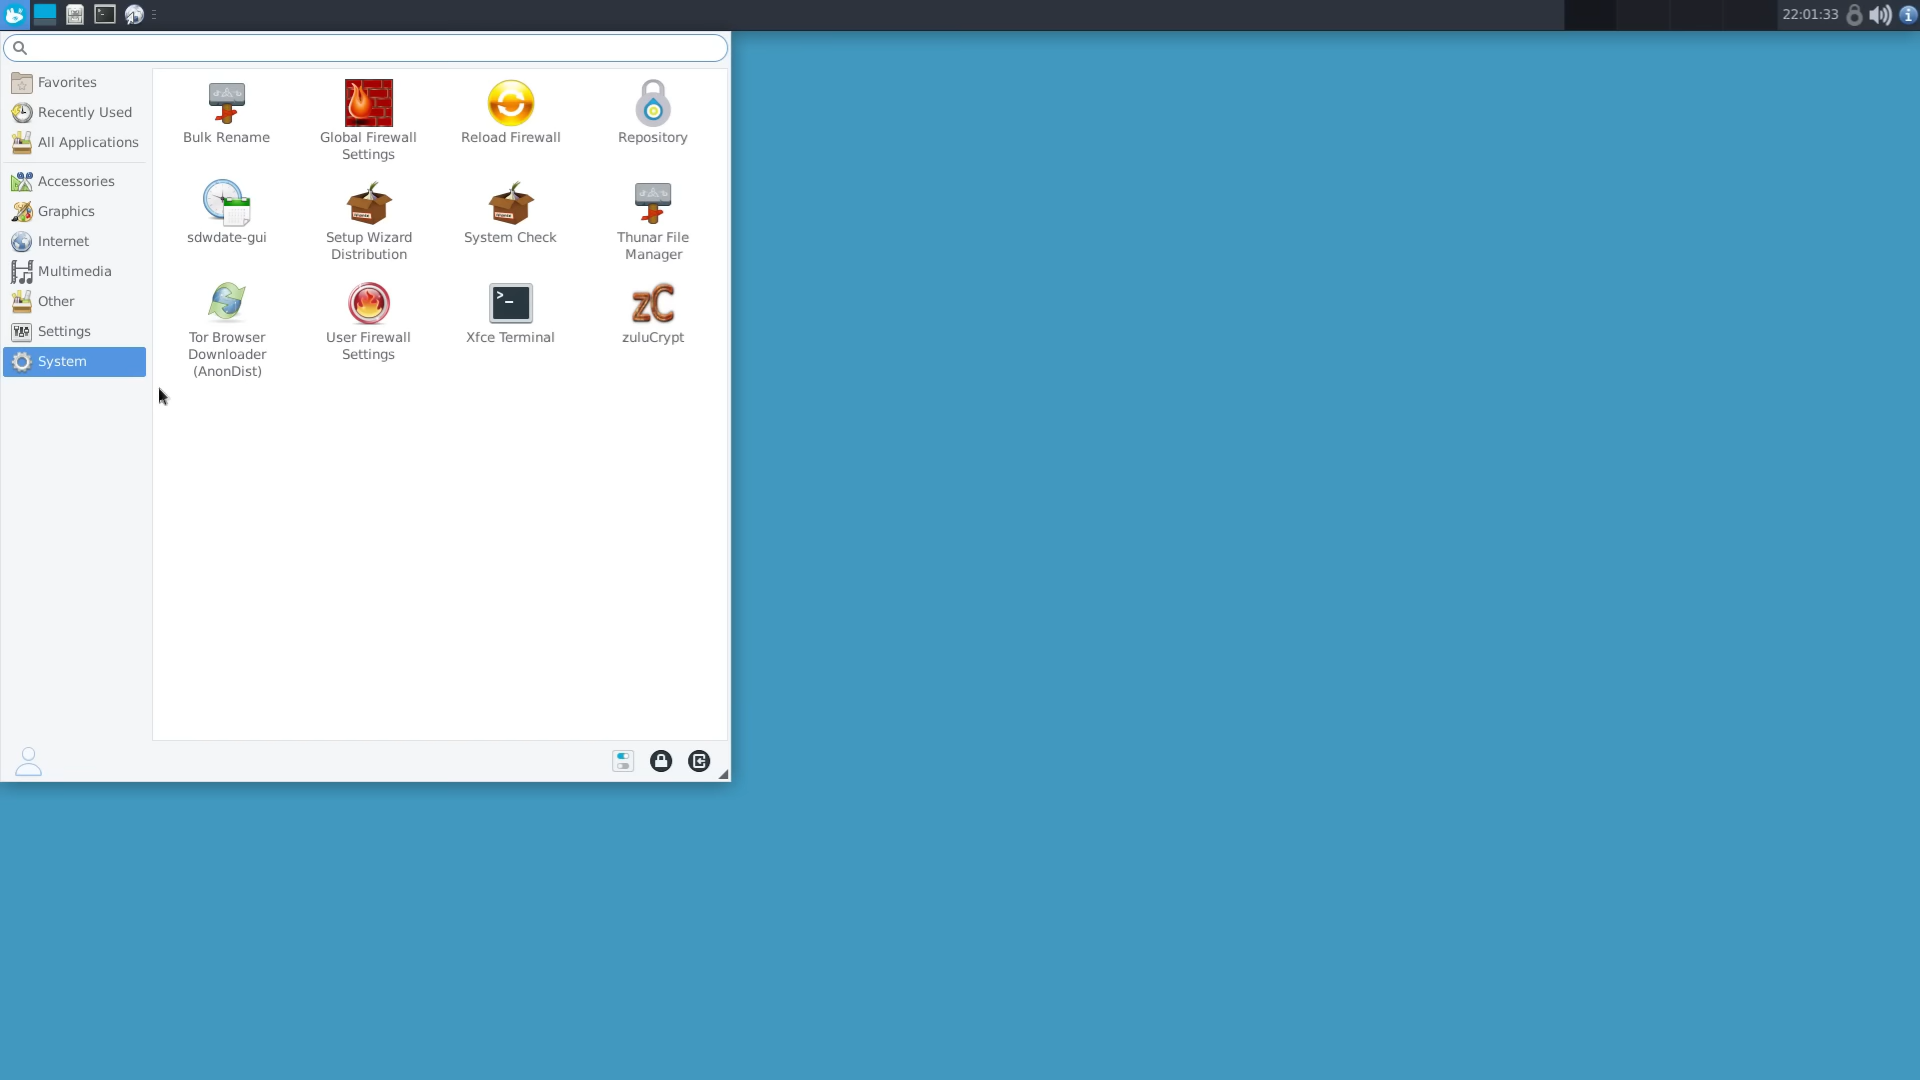 22:01:33
Favorites
Recently Used
All Applications
Accessories
Graphics
Internet
Multimedia
Other
Settings
System
Bulk Rename
Global Firewall
Settings
Reload Firewall
Repository
sdwdate-gui
Setup Wizard
Distribution
System Check
Thunar File
Manager
Tor Browser
Downloader
(AnonDist)
User Firewall
Settings
>_
Xfce Terminal
zC
zuluCrypt